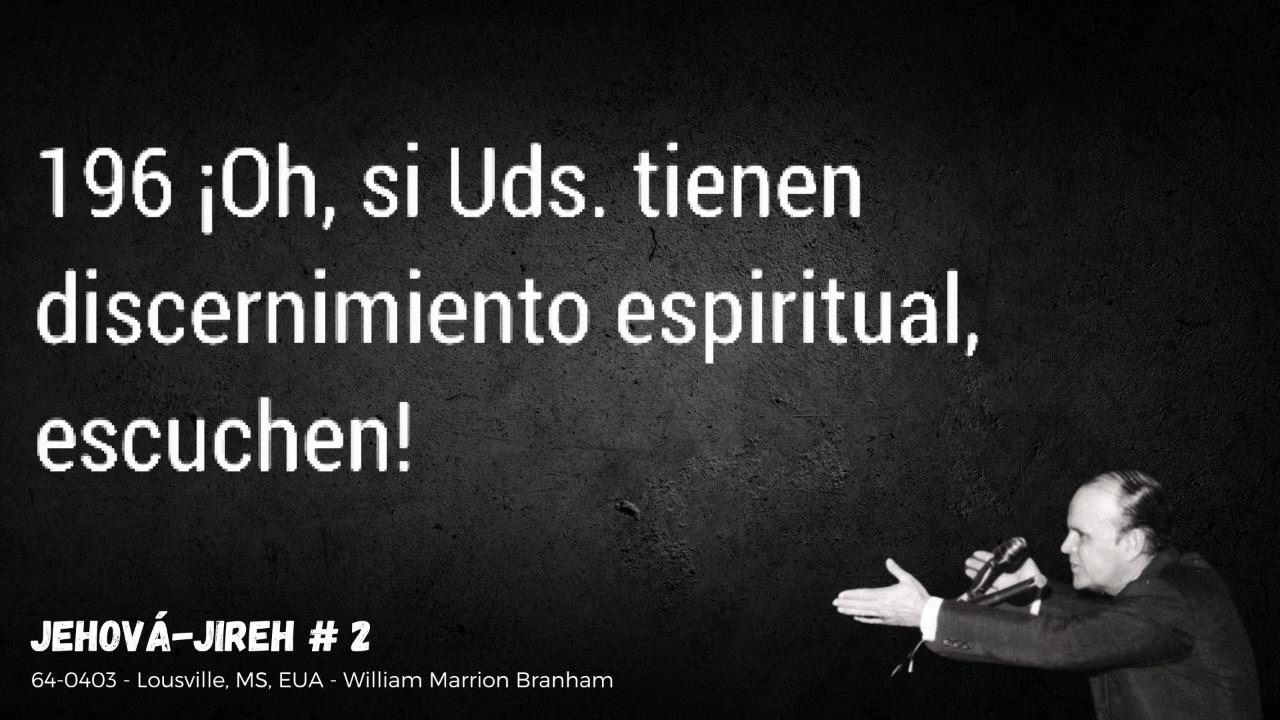 196 ¡Oh, si Uds. tienen
discernimiento espiritual,
escuchen!
JEHOVÁ-JIREH # 2
64-0403 - Lousville, MS, EUA - William Marrion Branham